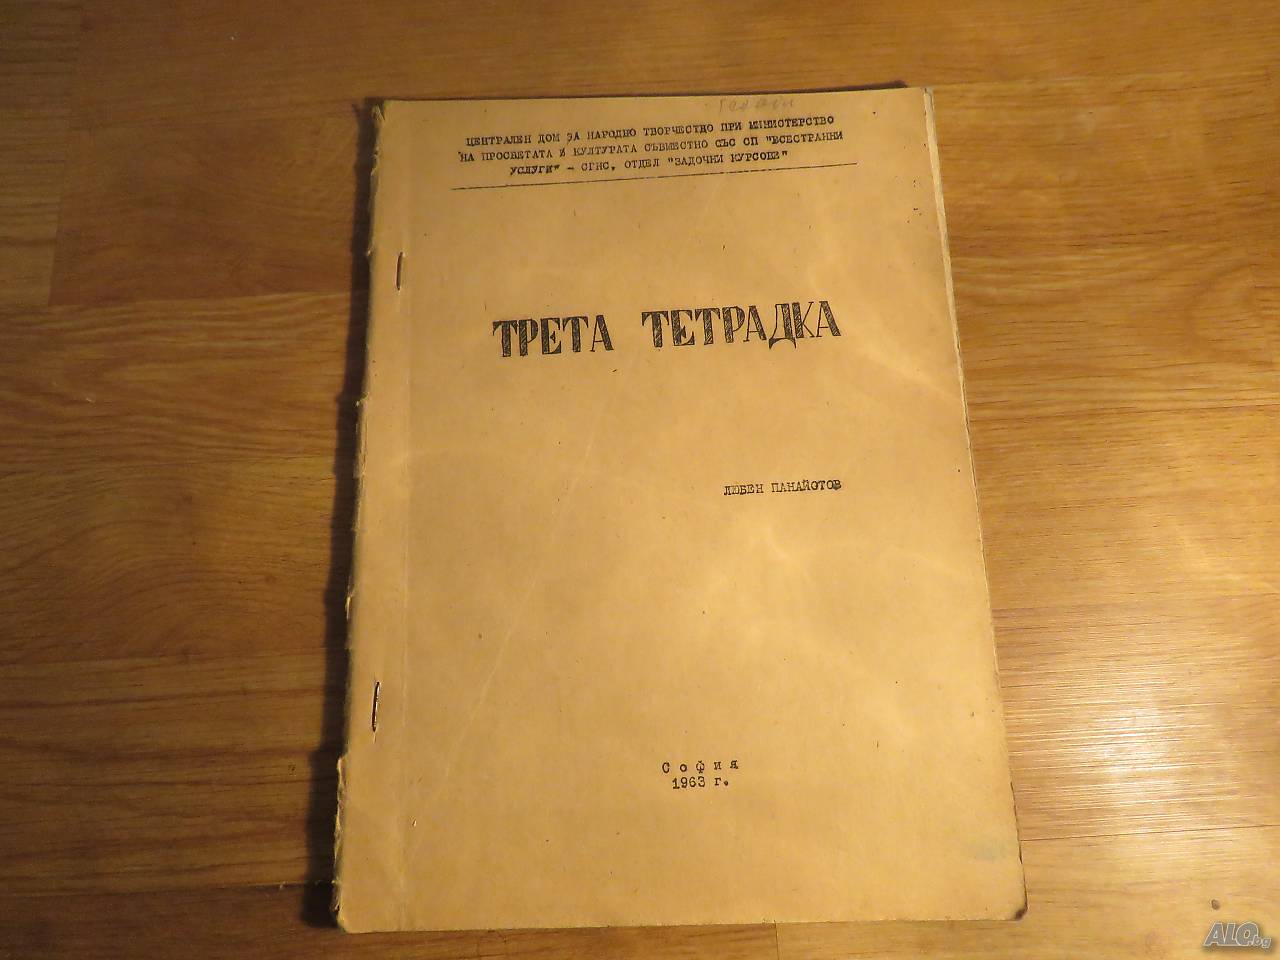 ЦЕНТРАЛЕН ДОМ ЗА НАРОДНО ТВОРЧЕСТВО ПРИ МИНИСТЕРСТВО
НА ПРОСВЕТАТА И КУЛТУРАТА СЪВМЕСТНО СЪС СП "ВСЕСТРАННИ
УСЛУГИ" - СГНС, ОТДЕЛ "ЗАДОЧНИ КУРСОВЕ"
ТРЕТА ТЕТРАДКА
ЛЮБЕН ПАНАЙОТОВ
София
1963 г.
ALO.bg